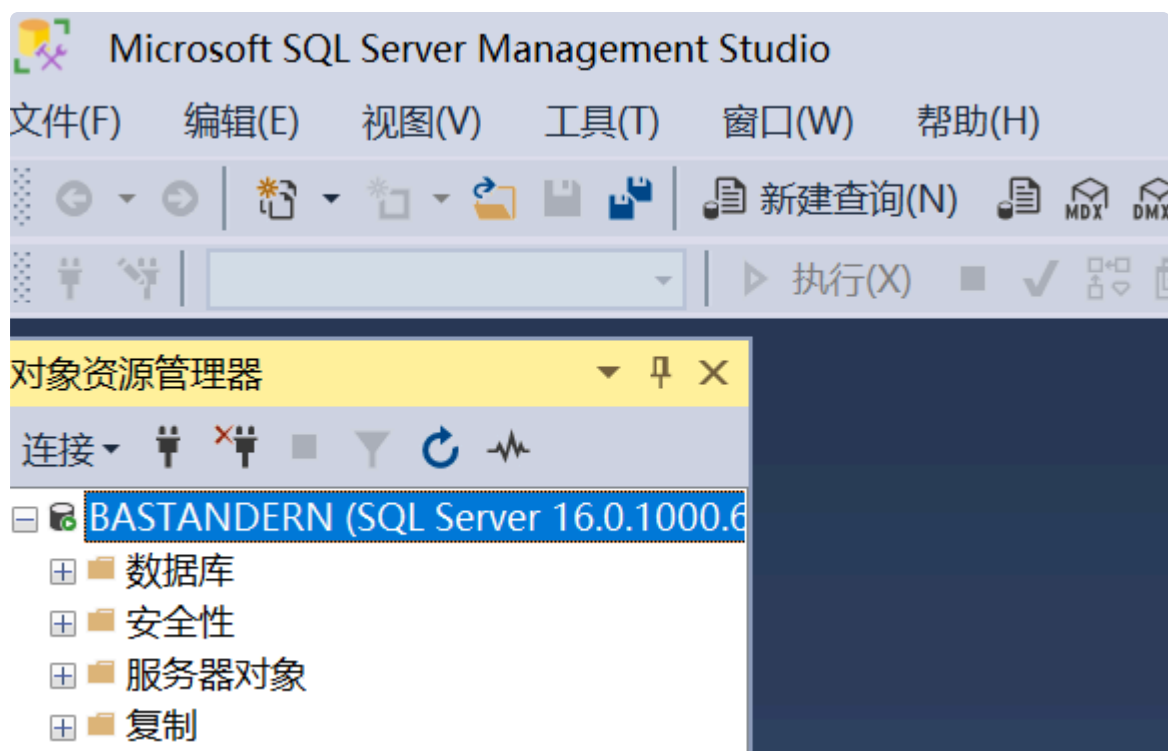 Microsoft SQL Server Management Studio
文件(F) 编辑(E) 视图(V) 工具(T) 窗口(W) 帮助(H)
新建查询(N) MDX DMX
执行(X)
对象资源管理器
连接
BASTANDERN (SQL Server 16.0.1000.6
数据库
安全性
服务器对象
复制